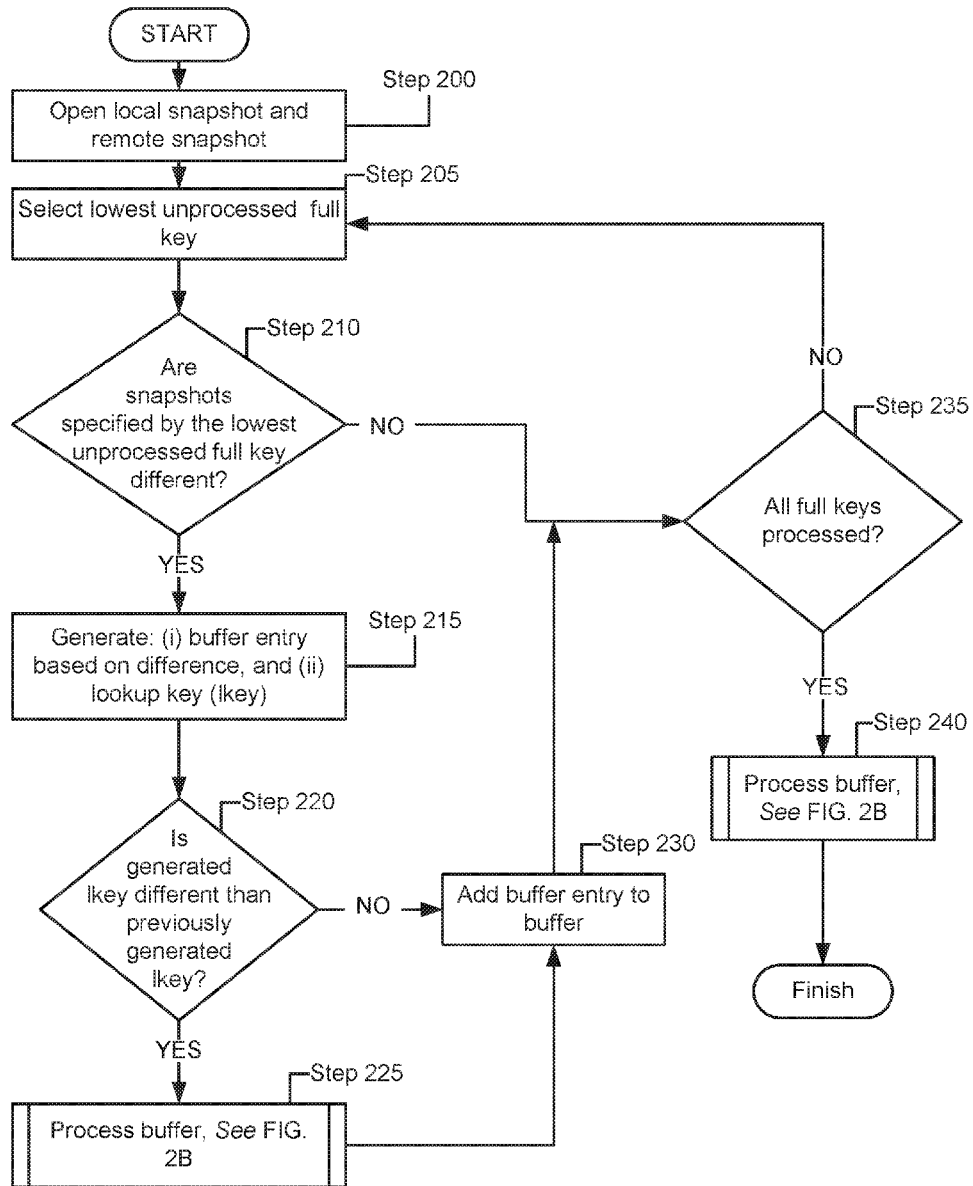 START
Step 200
Open local snapshot and
remote snapshot
Step 205
Select lowest unprocessed full
key
Step 210
Are
snapshots
specified by the lowest
unprocessed full key
different?
NO
YES
Step 215
Generate: (i) buffer entry
based on difference, and (ii)
lookup key (lkey)
Step 220
Is
generated
lkey different than
previously
generated
lkey?
NO
YES
Step 225
Process buffer, See FIG.
2B
Step 230
Add buffer entry to
buffer
NO
Step 235
All full keys
processed?
YES
Step 240
Process buffer,
See FIG. 2B
Finish